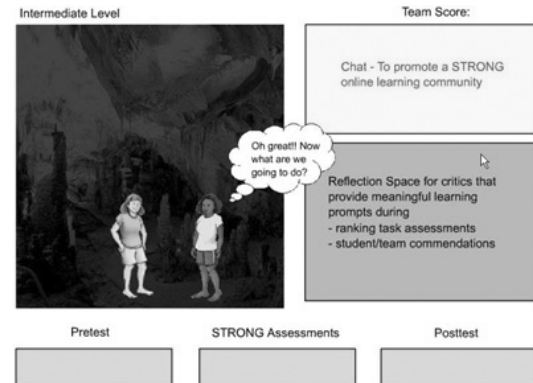 Intermediate Level
Team Score:
Chat - To promote a STRONG
online learning community
Oh great!! Now
what are we
going to do?
Reflection Space for critics that
provide meaningful learning
prompts during
- ranking task assessments
- student/team commendations
Pretest
STRONG Assessments
Posttest